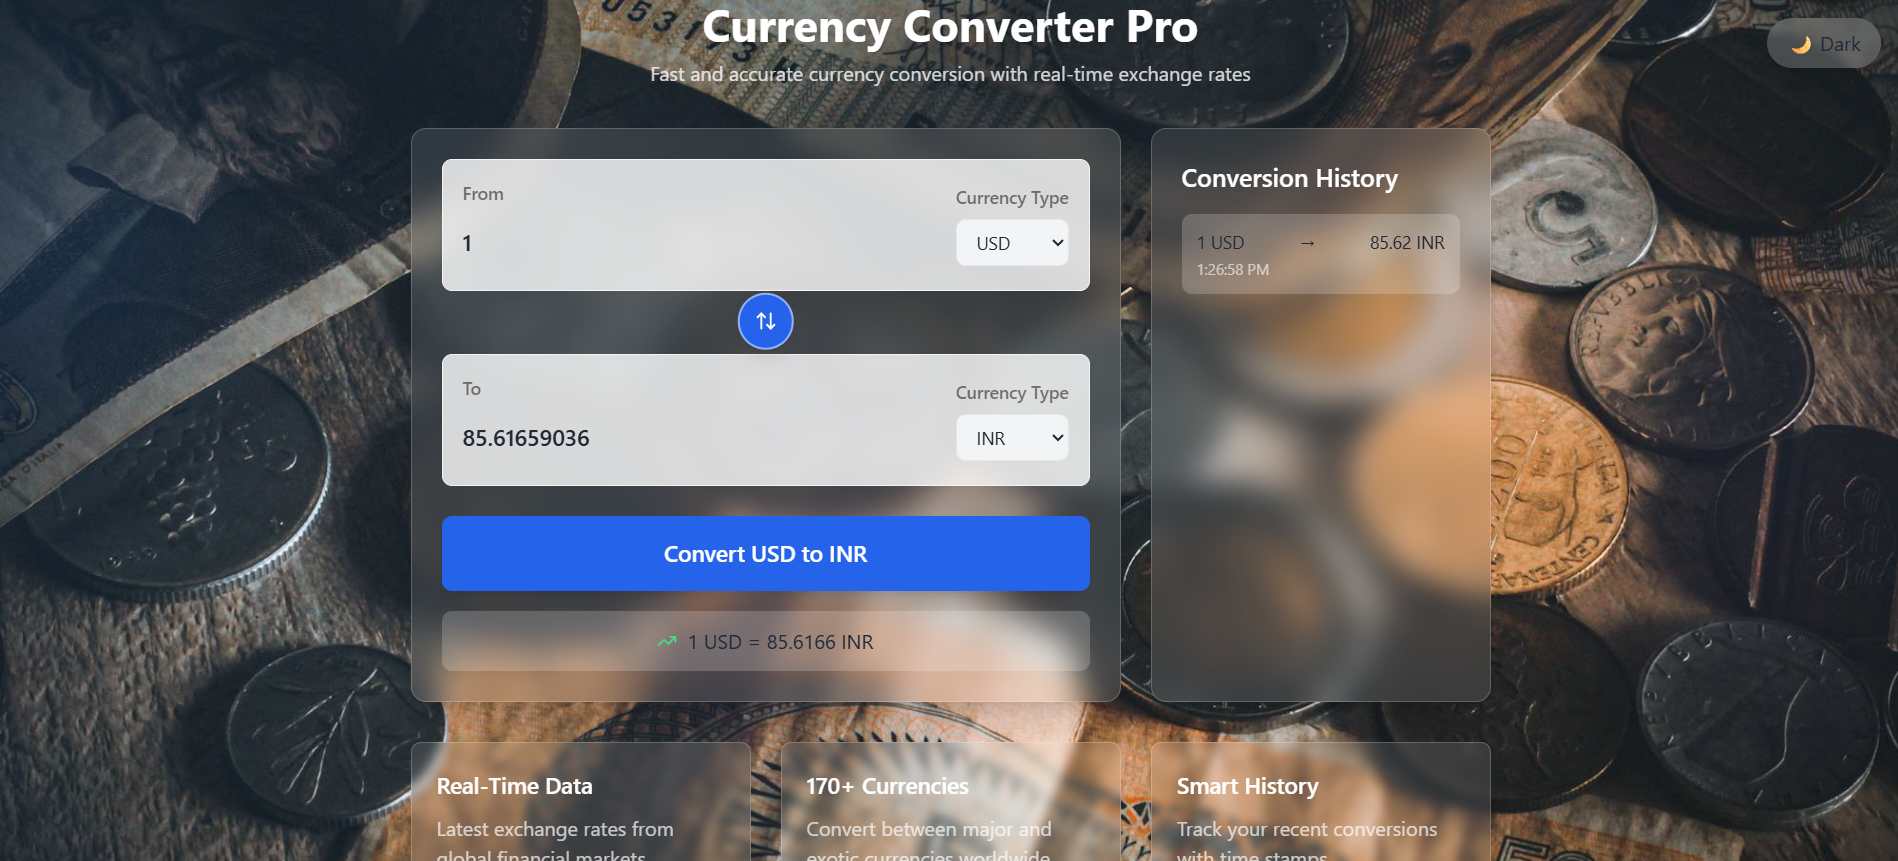 Currency Converter Pro
Fast and accurate currency conversion with real-time exchange rates
🌙 Dark
From
Currency Type
1
USD
To
Currency Type
85.61659036
INR
Convert USD to INR
1 USD = 85.6166 INR
Conversion History
1 USD → 85.62 INR
1:26:58 PM
Real-Time Data
Latest exchange rates from
global financial markets
170+ Currencies
Convert between major and
exotic currencies worldwide
Smart History
Track your recent conversions
with time stamps
REPUBBLICA